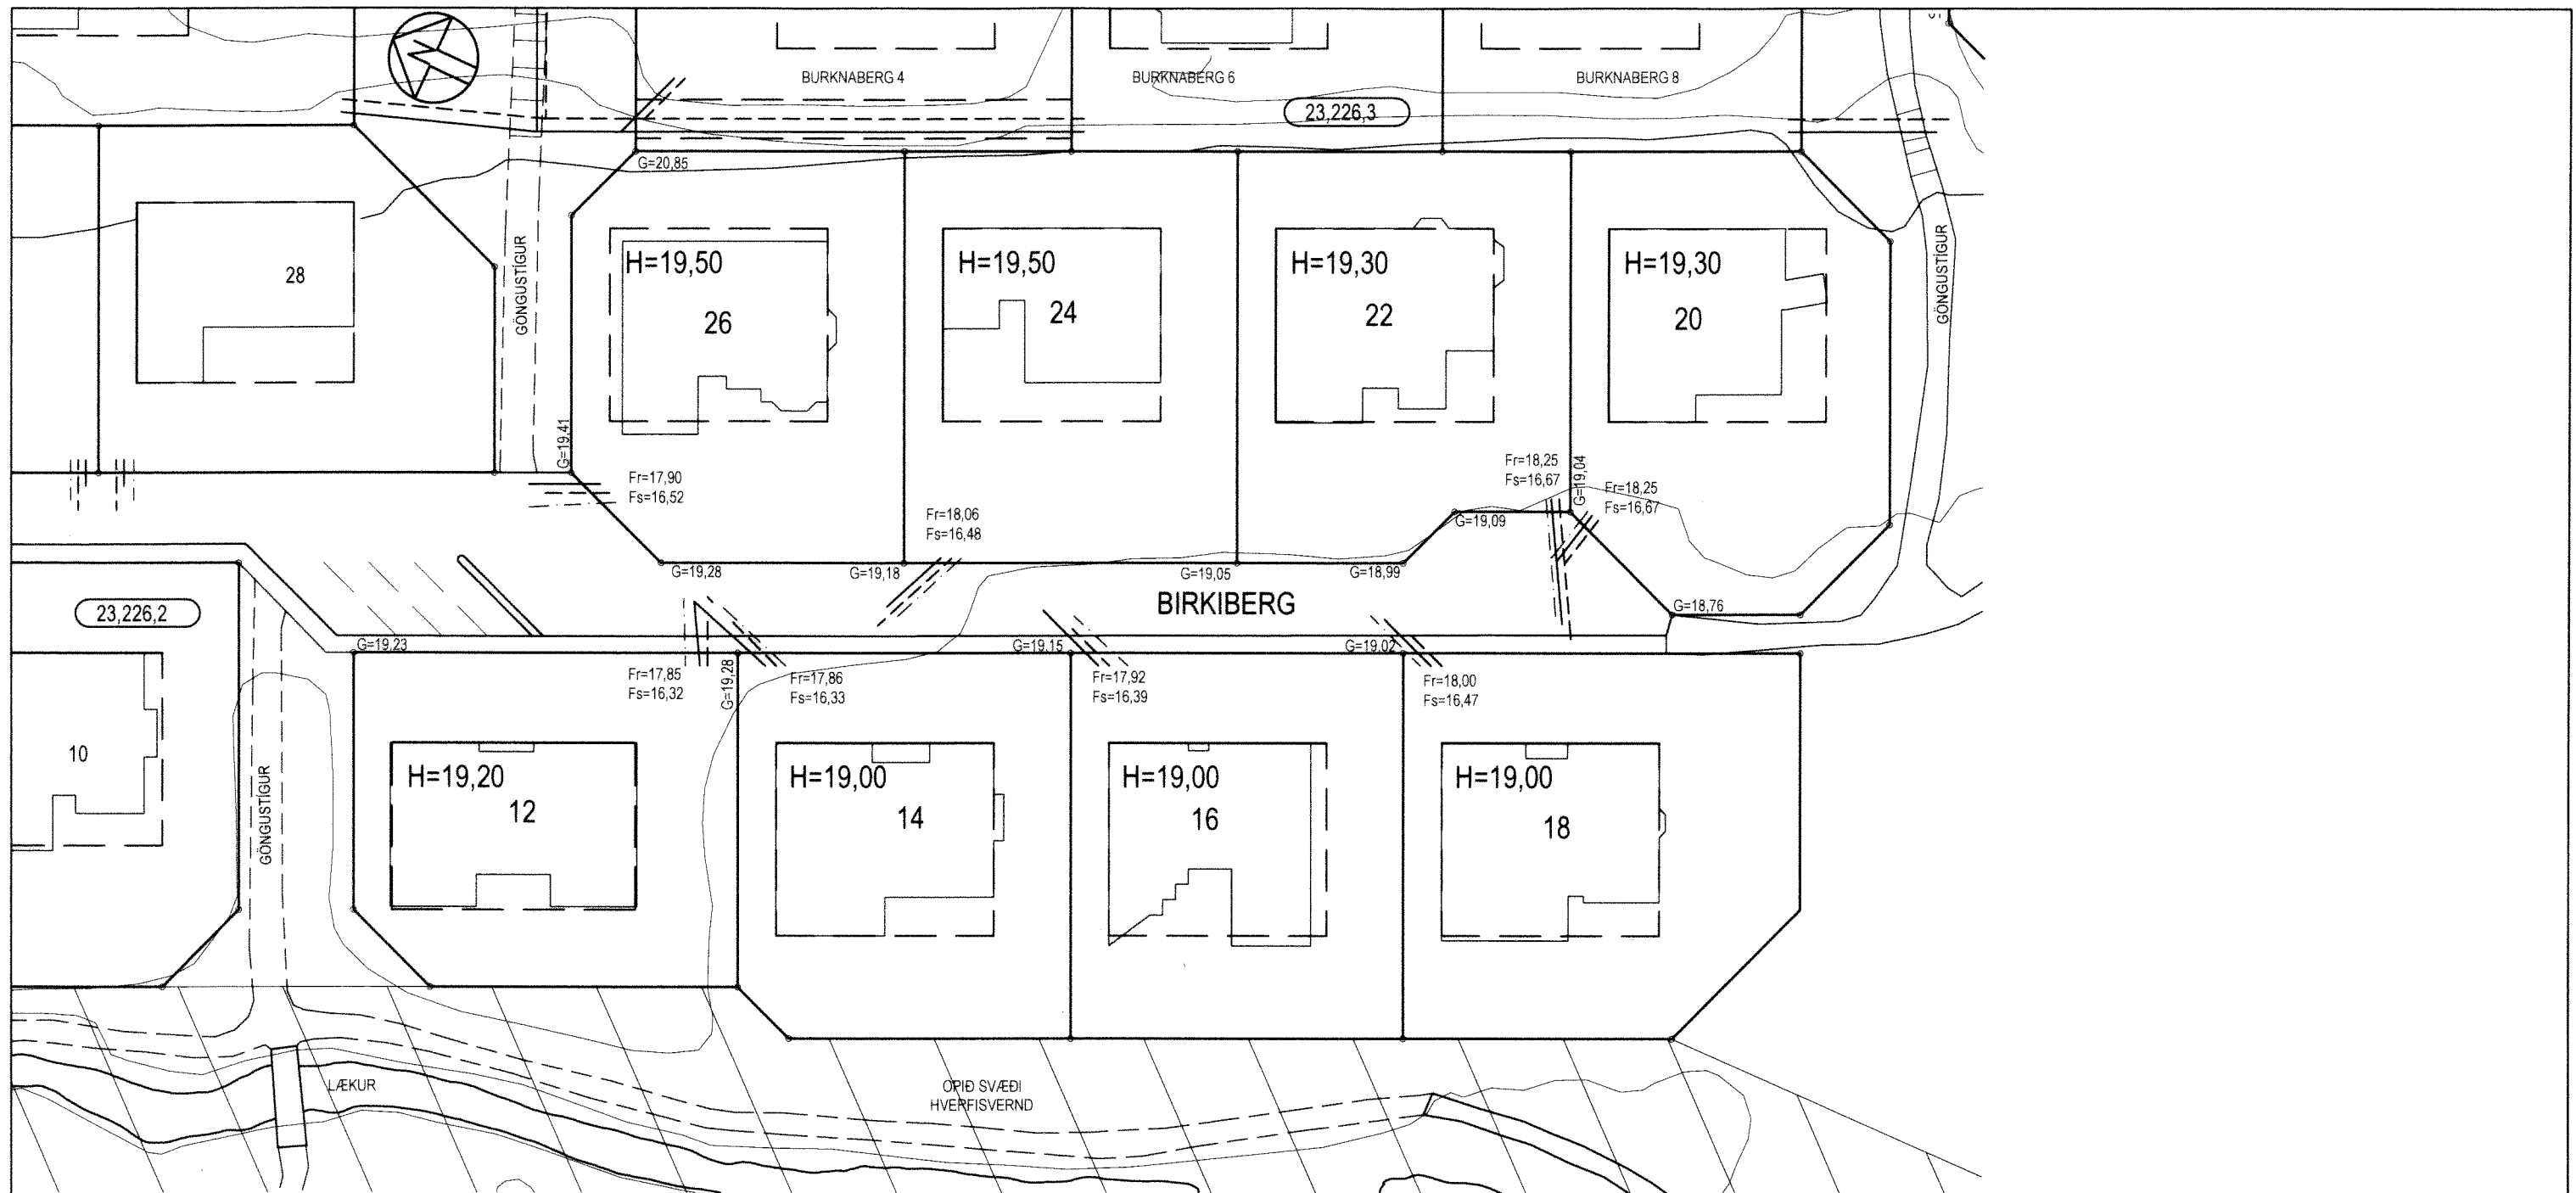 BURKNABERG 4
BURKNABERG 6
BURKNABERG 8
23,226,3
G=20,85
GÖNGUSTÍGUR
GÖNGUSTÍGUR
28
H=19,50
26
H=19,50
24
H=19,30
22
H=19,30
20
G=19,41
Fr=17,90
Fs=16,52
Fr=18,06
Fs=16,48
Fr=18,25
Fs=16,67
G=19,04
Fr=18,25
Fs=16,67
G=19,09
G=19,28
G=19,18
G=19,05
G=18,99
BIRKIBERG
G=18,76
23,226,2
G=19,23
G=19,15
G=19,02
Fr=17,85
Fs=16,32
G=19,28
Fr=17,86
Fs=16,33
Fr=17,92
Fs=16,39
Fr=18,00
Fs=16,47
10
GÖNGUSTÍGUR
H=19,20
12
H=19,00
14
H=19,00
16
H=19,00
18
LÆKUR
OPIÐ SVÆÐI
HVERFISVERND